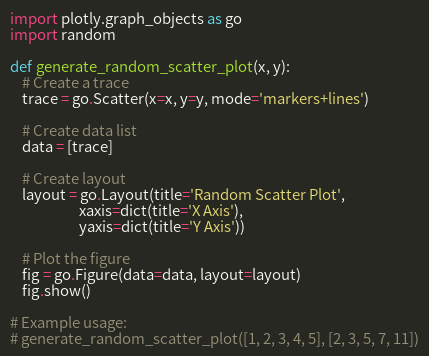 import plotly.graph_objects as go
import random

def generate_random_scatter_plot(x, y):
    # Create a trace
    trace = go.Scatter(x=x, y=y, mode='markers+lines')

    # Create data list
    data = [trace]

    # Create layout
    layout = go.Layout(title='Random Scatter Plot',
                       xaxis=dict(title='X Axis'),
                       yaxis=dict(title='Y Axis'))

    # Plot the figure
    fig = go.Figure(data=data, layout=layout)
    fig.show()

# Example usage:
# generate_random_scatter_plot([1, 2, 3, 4, 5], [2, 3, 5, 7, 11])